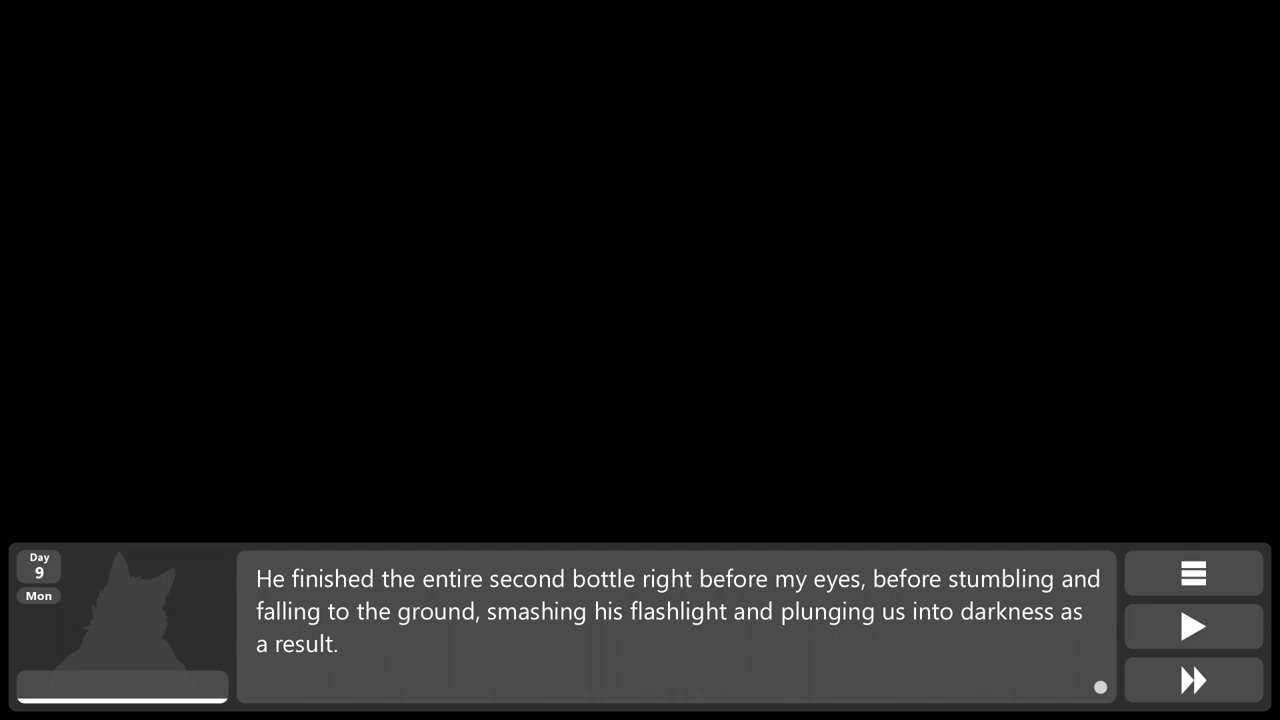 Day
9
Mon
He finished the entire second bottle right before my eyes, before stumbling and
falling to the ground, smashing his flashlight and plunging us into darkness as
a result.